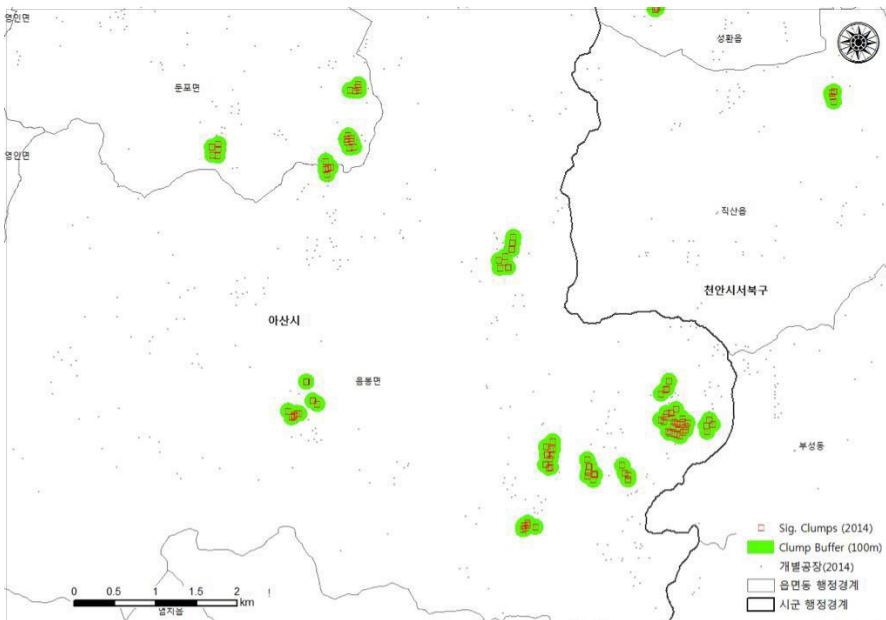 영인면
성환읍
둔포면
영인면
직산읍
천안시서북구
아산시
음봉면
부성동
Sig. Clumps (2014)
Clump Buffer (100m)
개별공장(2014)
읍면동 행정경계
시군 행정경계
0 0.5 1 1.5 2
km
염치읍